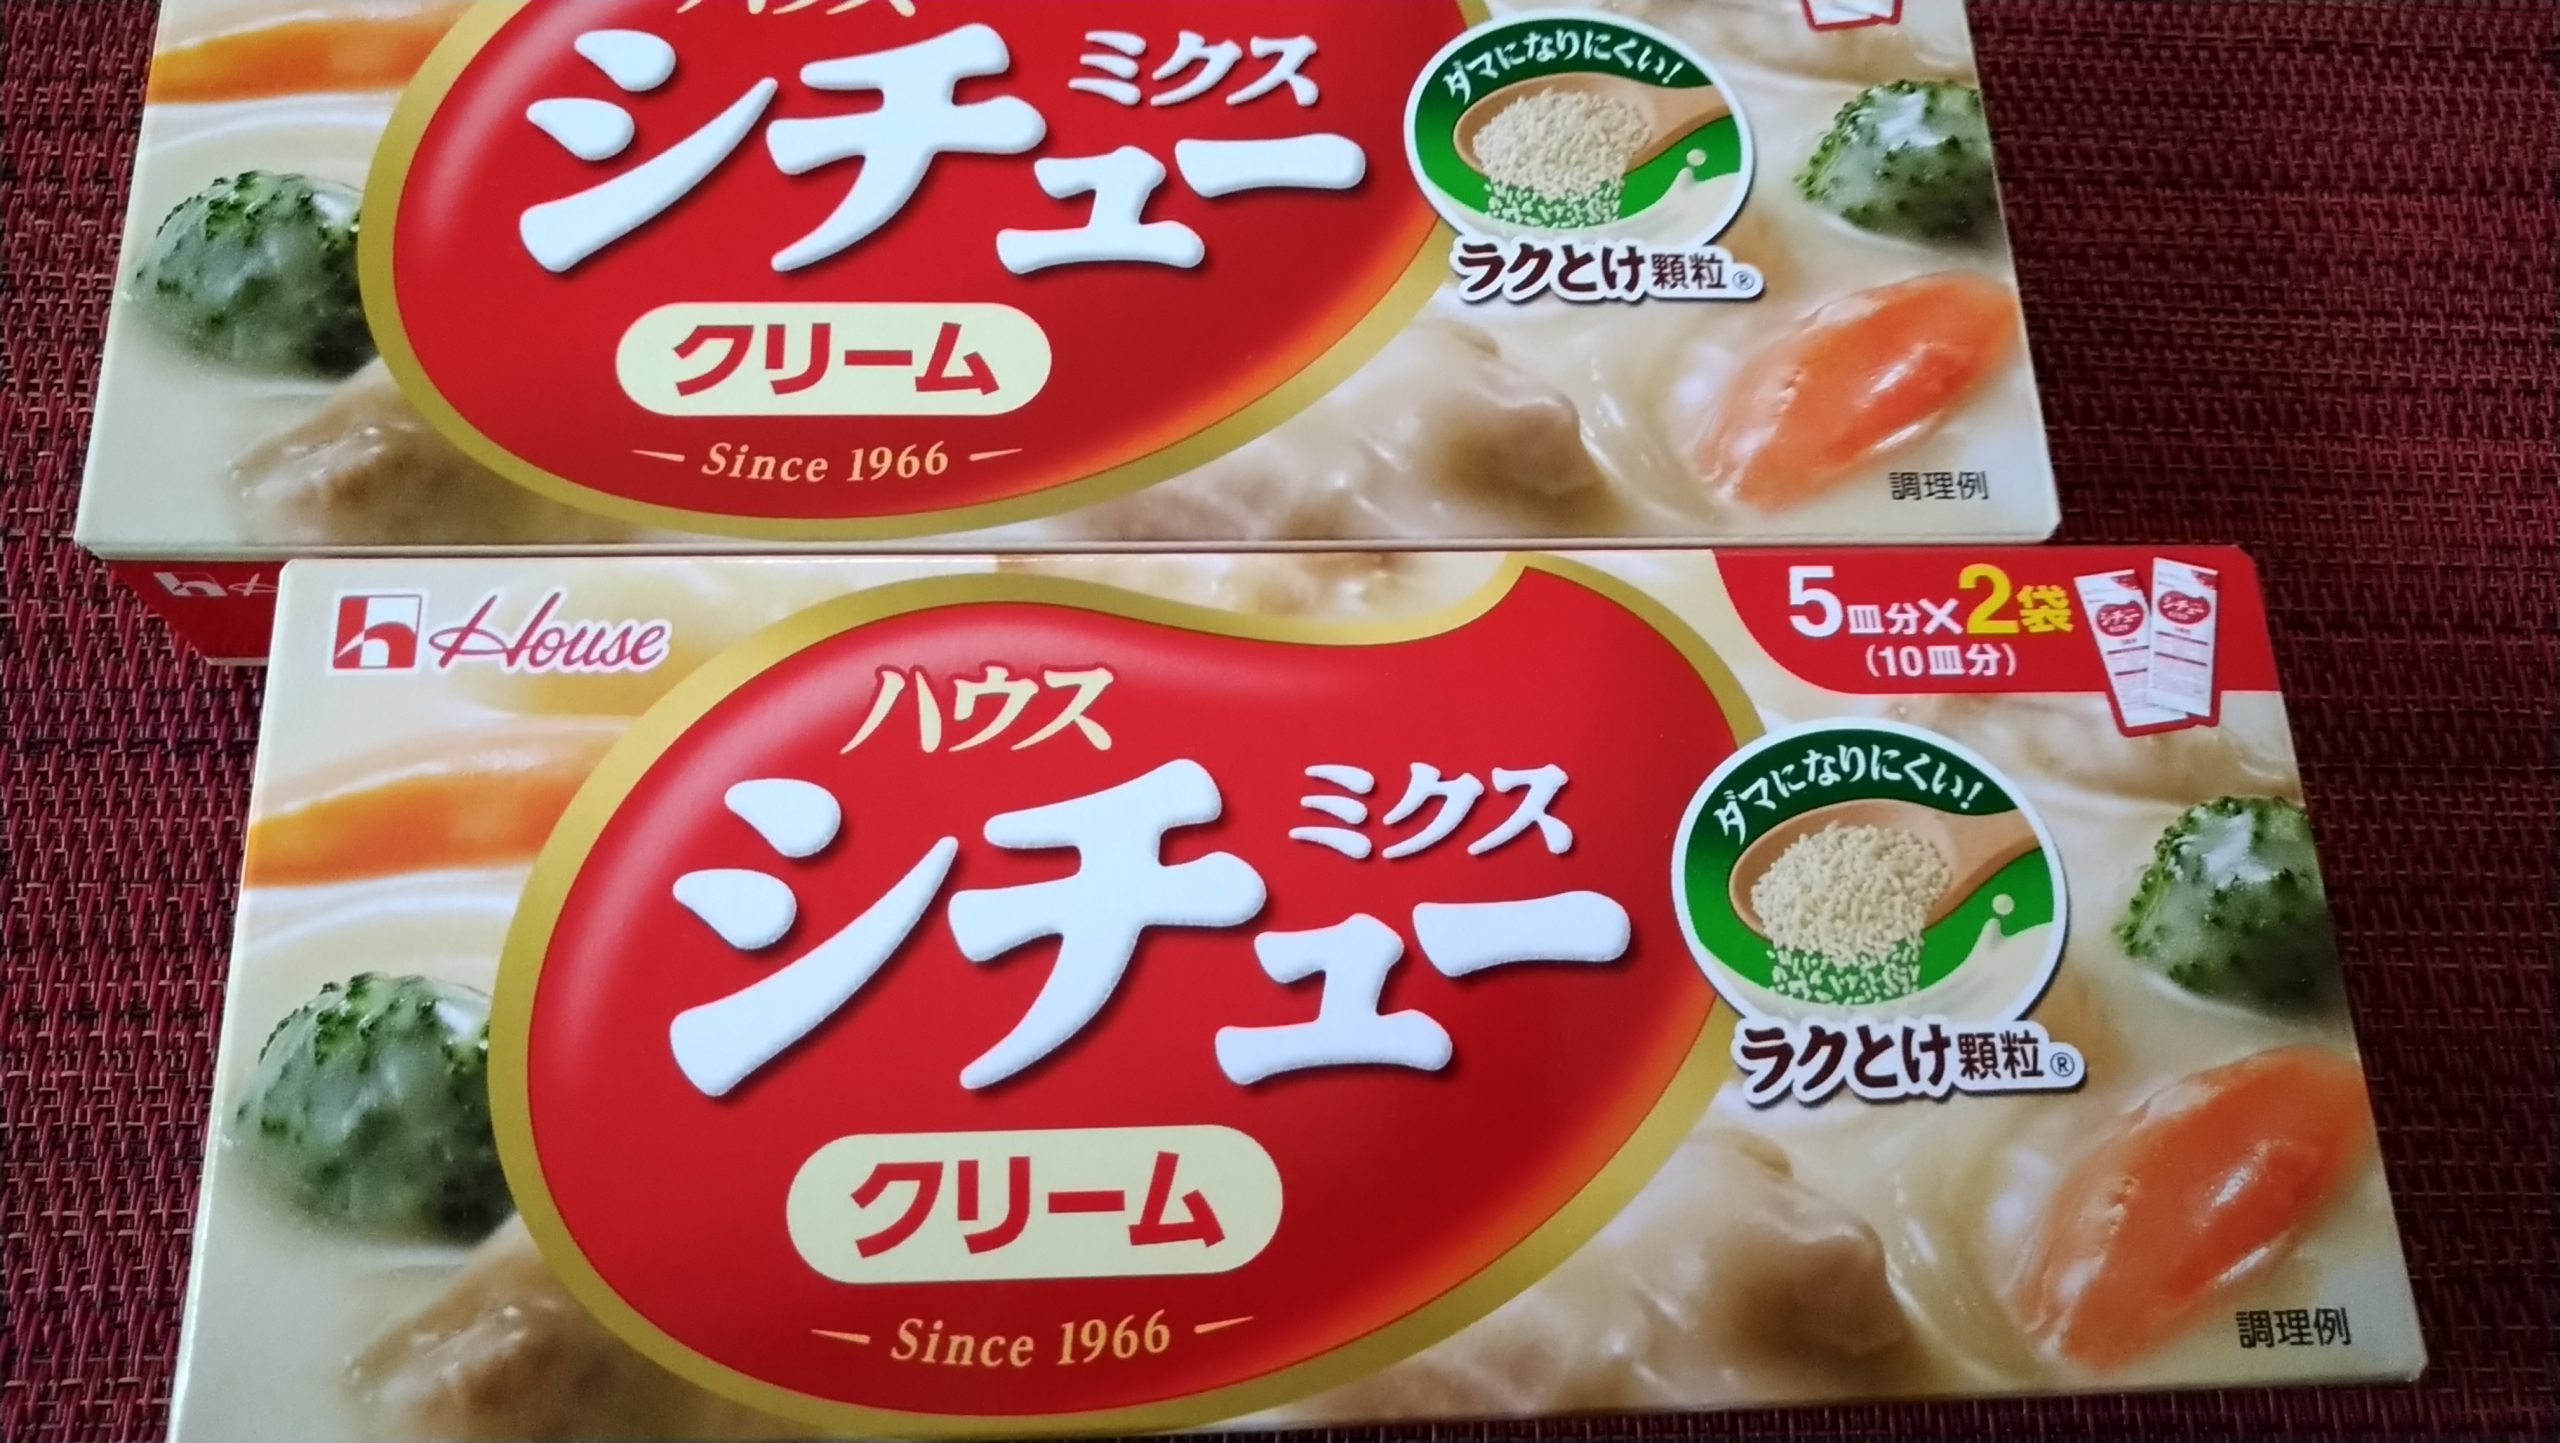 ハウス
シチューミクス
クリーム
Since 1966
ダマになりにくい!
ラクとけ顆粒®
調理例
House
5皿分×2袋
(10皿分)
ハウス
シチューミクス
クリーム
Since 1966
ダマになりにくい!
ラクとけ顆粒®
調理例